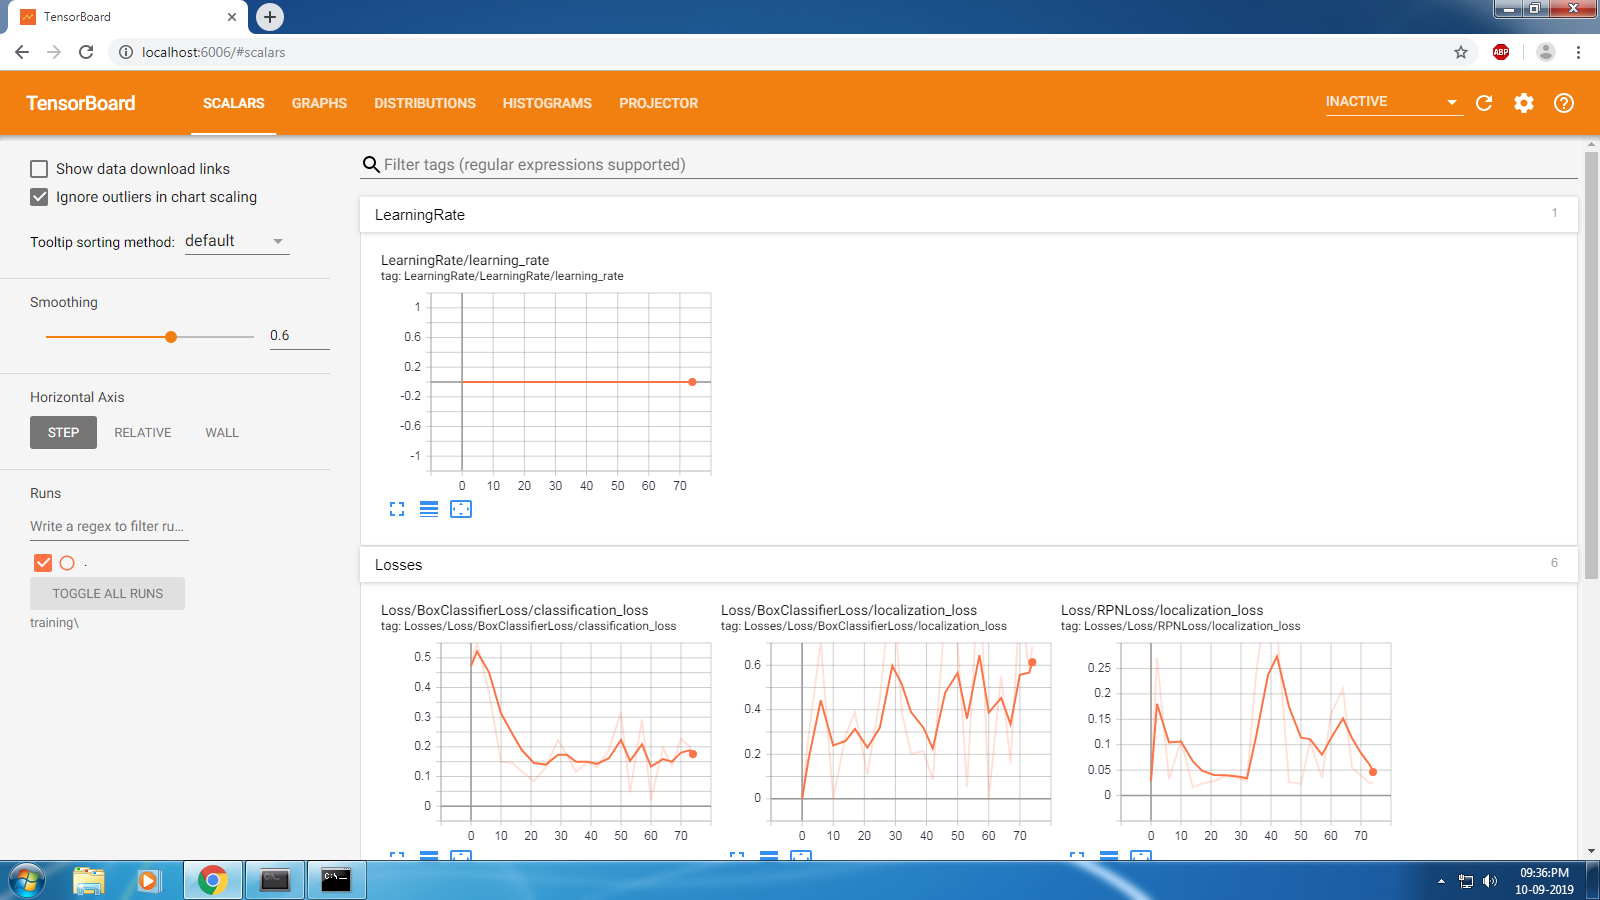 TensorBoard
localhost:6006/#scalars
ABP
TensorBoard
SCALARS GRAPHS DISTRIBUTIONS HISTOGRAMS PROJECTOR
INACTIVE
Show data download links
Ignore outliers in chart scaling
Tooltip sorting method: default
Smoothing
0.6
Horizontal Axis
STEP RELATIVE WALL
Runs
Write a regex to filter ru...
.
TOGGLE ALL RUNS
training\
Filter tags (regular expressions supported)
LearningRate 1
LearningRate/learning_rate
tag: LearningRate/LearningRate/learning_rate
1
0.6
0.2
-0.2
-0.6
-1
0 10 20 30 40 50 60 70
Losses 6
Loss/BoxClassifierLoss/classification_loss
tag: Losses/Loss/BoxClassifierLoss/classification_loss
0.5
0.4
0.3
0.2
0.1
0
0 10 20 30 40 50 60 70
Loss/BoxClassifierLoss/localization_loss
tag: Losses/Loss/BoxClassifierLoss/localization_loss
0.6
0.4
0.2
0
0 10 20 30 40 50 60 70
Loss/RPNLoss/localization_loss
tag: Losses/Loss/RPNLoss/localization_loss
0.25
0.2
0.15
0.1
0.05
0
0 10 20 30 40 50 60 70
09:36:PM
10-09-2019